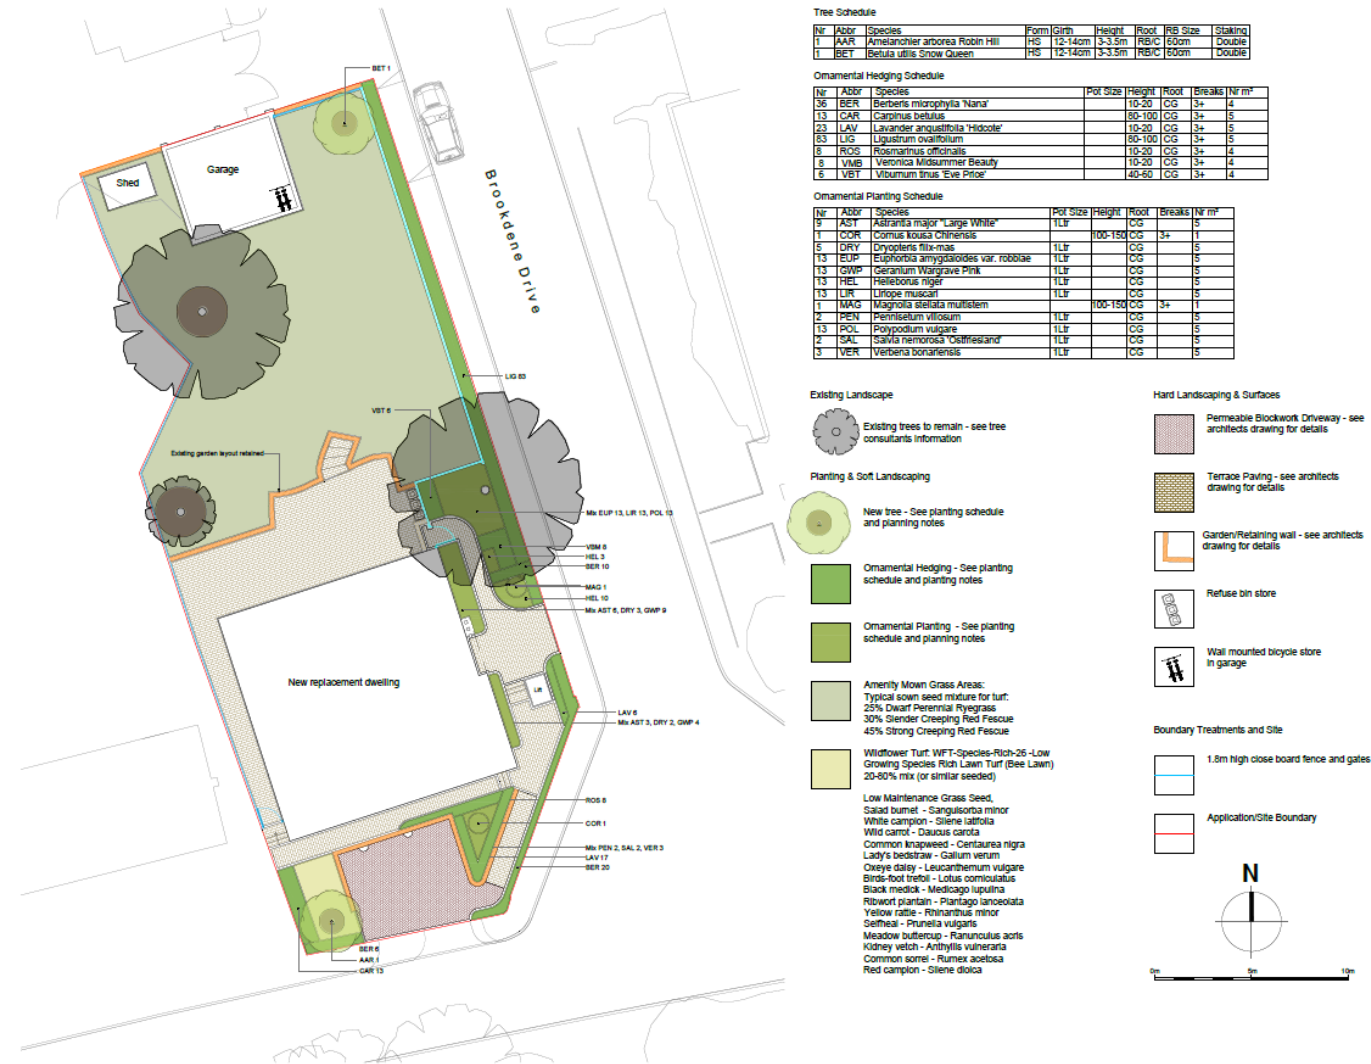 BET 1
Garage
Shed
Brookdene Drive
LIG 83
VBT 6
Existing garden layout retained
Mix EUP 13, LIR 13, POL 13
VBM 8
HEL 3
BER 10
MAG 1
HEL 10
Mix AST 6, DRY 3, GWP 9
New replacement dwelling
Lift
LAV 6
Mix AST 3, DRY 2, GWP 4
ROS 8
COR 1
Mix PEN 2, SAL 2, VER 3
LAV 17
BER 20
BER 6
AAR 1
CAR 13
Tree Schedule
Nr Abbr Species Form Girth Height Root RB Size Staking
1 AAR Amelanchier arborea Robin Hill HS 12-14cm 3-3.5m RB/C 60cm Double
1 BET Betula utilis Snow Queen HS 12-14cm 3-3.5m RB/C 60cm Double
Ornamental Hedging Schedule
Nr Abbr Species Pot Size Height Root Breaks Nr m²
36 BER Berberis microphylla 'Nana' 10-20 CG 3+ 4
13 CAR Carpinus betulus 80-100 CG 3+ 5
23 LAV Lavander angustifolia 'Hidcote' 10-20 CG 3+ 5
83 LIG Ligustrum ovalifolium 80-100 CG 3+ 5
8 ROS Rosmarinus officinalis 10-20 CG 3+ 4
8 VMB Veronica Midsummer Beauty 10-20 CG 3+ 4
6 VBT Viburnum tinus 'Eve Price' 40-60 CG 3+ 4
Ornamental Planting Schedule
Nr Abbr Species Pot Size Height Root Breaks Nr m²
9 AST Astrantia major "Large White" 1Ltr CG 5
1 COR Cornus kousa Chinensis 100-150 CG 3+ 1
5 DRY Dryopteris filix-mas 1Ltr CG 5
13 EUP Euphorbia amygdaloides var. robbiae 1Ltr CG 5
13 GWP Geranium Wargrave Pink 1Ltr CG 5
13 HEL Helleborus niger 1Ltr CG 5
13 LIR Liriope muscari 1Ltr CG 5
1 MAG Magnolia stellata multistem 100-150 CG 3+ 1
2 PEN Pennisetum villosum 1Ltr CG 5
13 POL Polypodium vulgare 1Ltr CG 5
2 SAL Salvia nemorosa 'Ostfriesland' 1Ltr CG 5
3 VER Verbena bonariensis 1Ltr CG 5
Existing Landscape
Existing trees to remain - see tree
consultants information
Planting & Soft Landscaping
New tree - See planting schedule
and planning notes
Ornamental Hedging - See planting
schedule and planting notes
Ornamental Planting - See planting
schedule and planning notes
Amenity Mown Grass Areas:
Typical sown seed mixture for turf:
25% Dwarf Perennial Ryegrass
30% Slender Creeping Red Fescue
45% Strong Creeping Red Fescue
Wildflower Turf: WFT-Species-Rich-26 -Low
Growing Species Rich Lawn Turf (Bee Lawn)
20-80% mix (or similar seeded)
Low Maintenance Grass Seed,
Salad burnet - Sanguisorba minor
White campion - Silene latifolia
Wild carrot - Daucus carota
Common knapweed - Centaurea nigra
Lady's bedstraw - Galium verum
Oxeye daisy - Leucanthemum vulgare
Birds-foot trefoil - Lotus corniculatus
Black medick - Medicago lupulina
Ribwort plantain - Plantago lanceolata
Yellow rattle - Rhinanthus minor
Selfheal - Prunella vulgaris
Meadow buttercup - Ranunculus acris
Kidney vetch - Anthyllis vulneraria
Common sorrel - Rumex acetosa
Red campion - Silene dioica
Hard Landscaping & Surfaces
Permeable Blockwork Driveway - see
architects drawing for details
Terrace Paving - see architects
drawing for details
Garden/Retaining wall - see architects
drawing for details
Refuse bin store
Wall mounted bicycle store
in garage
Boundary Treatments and Site
1.8m high close board fence and gates
Application/Site Boundary
N
0m 5m 10m